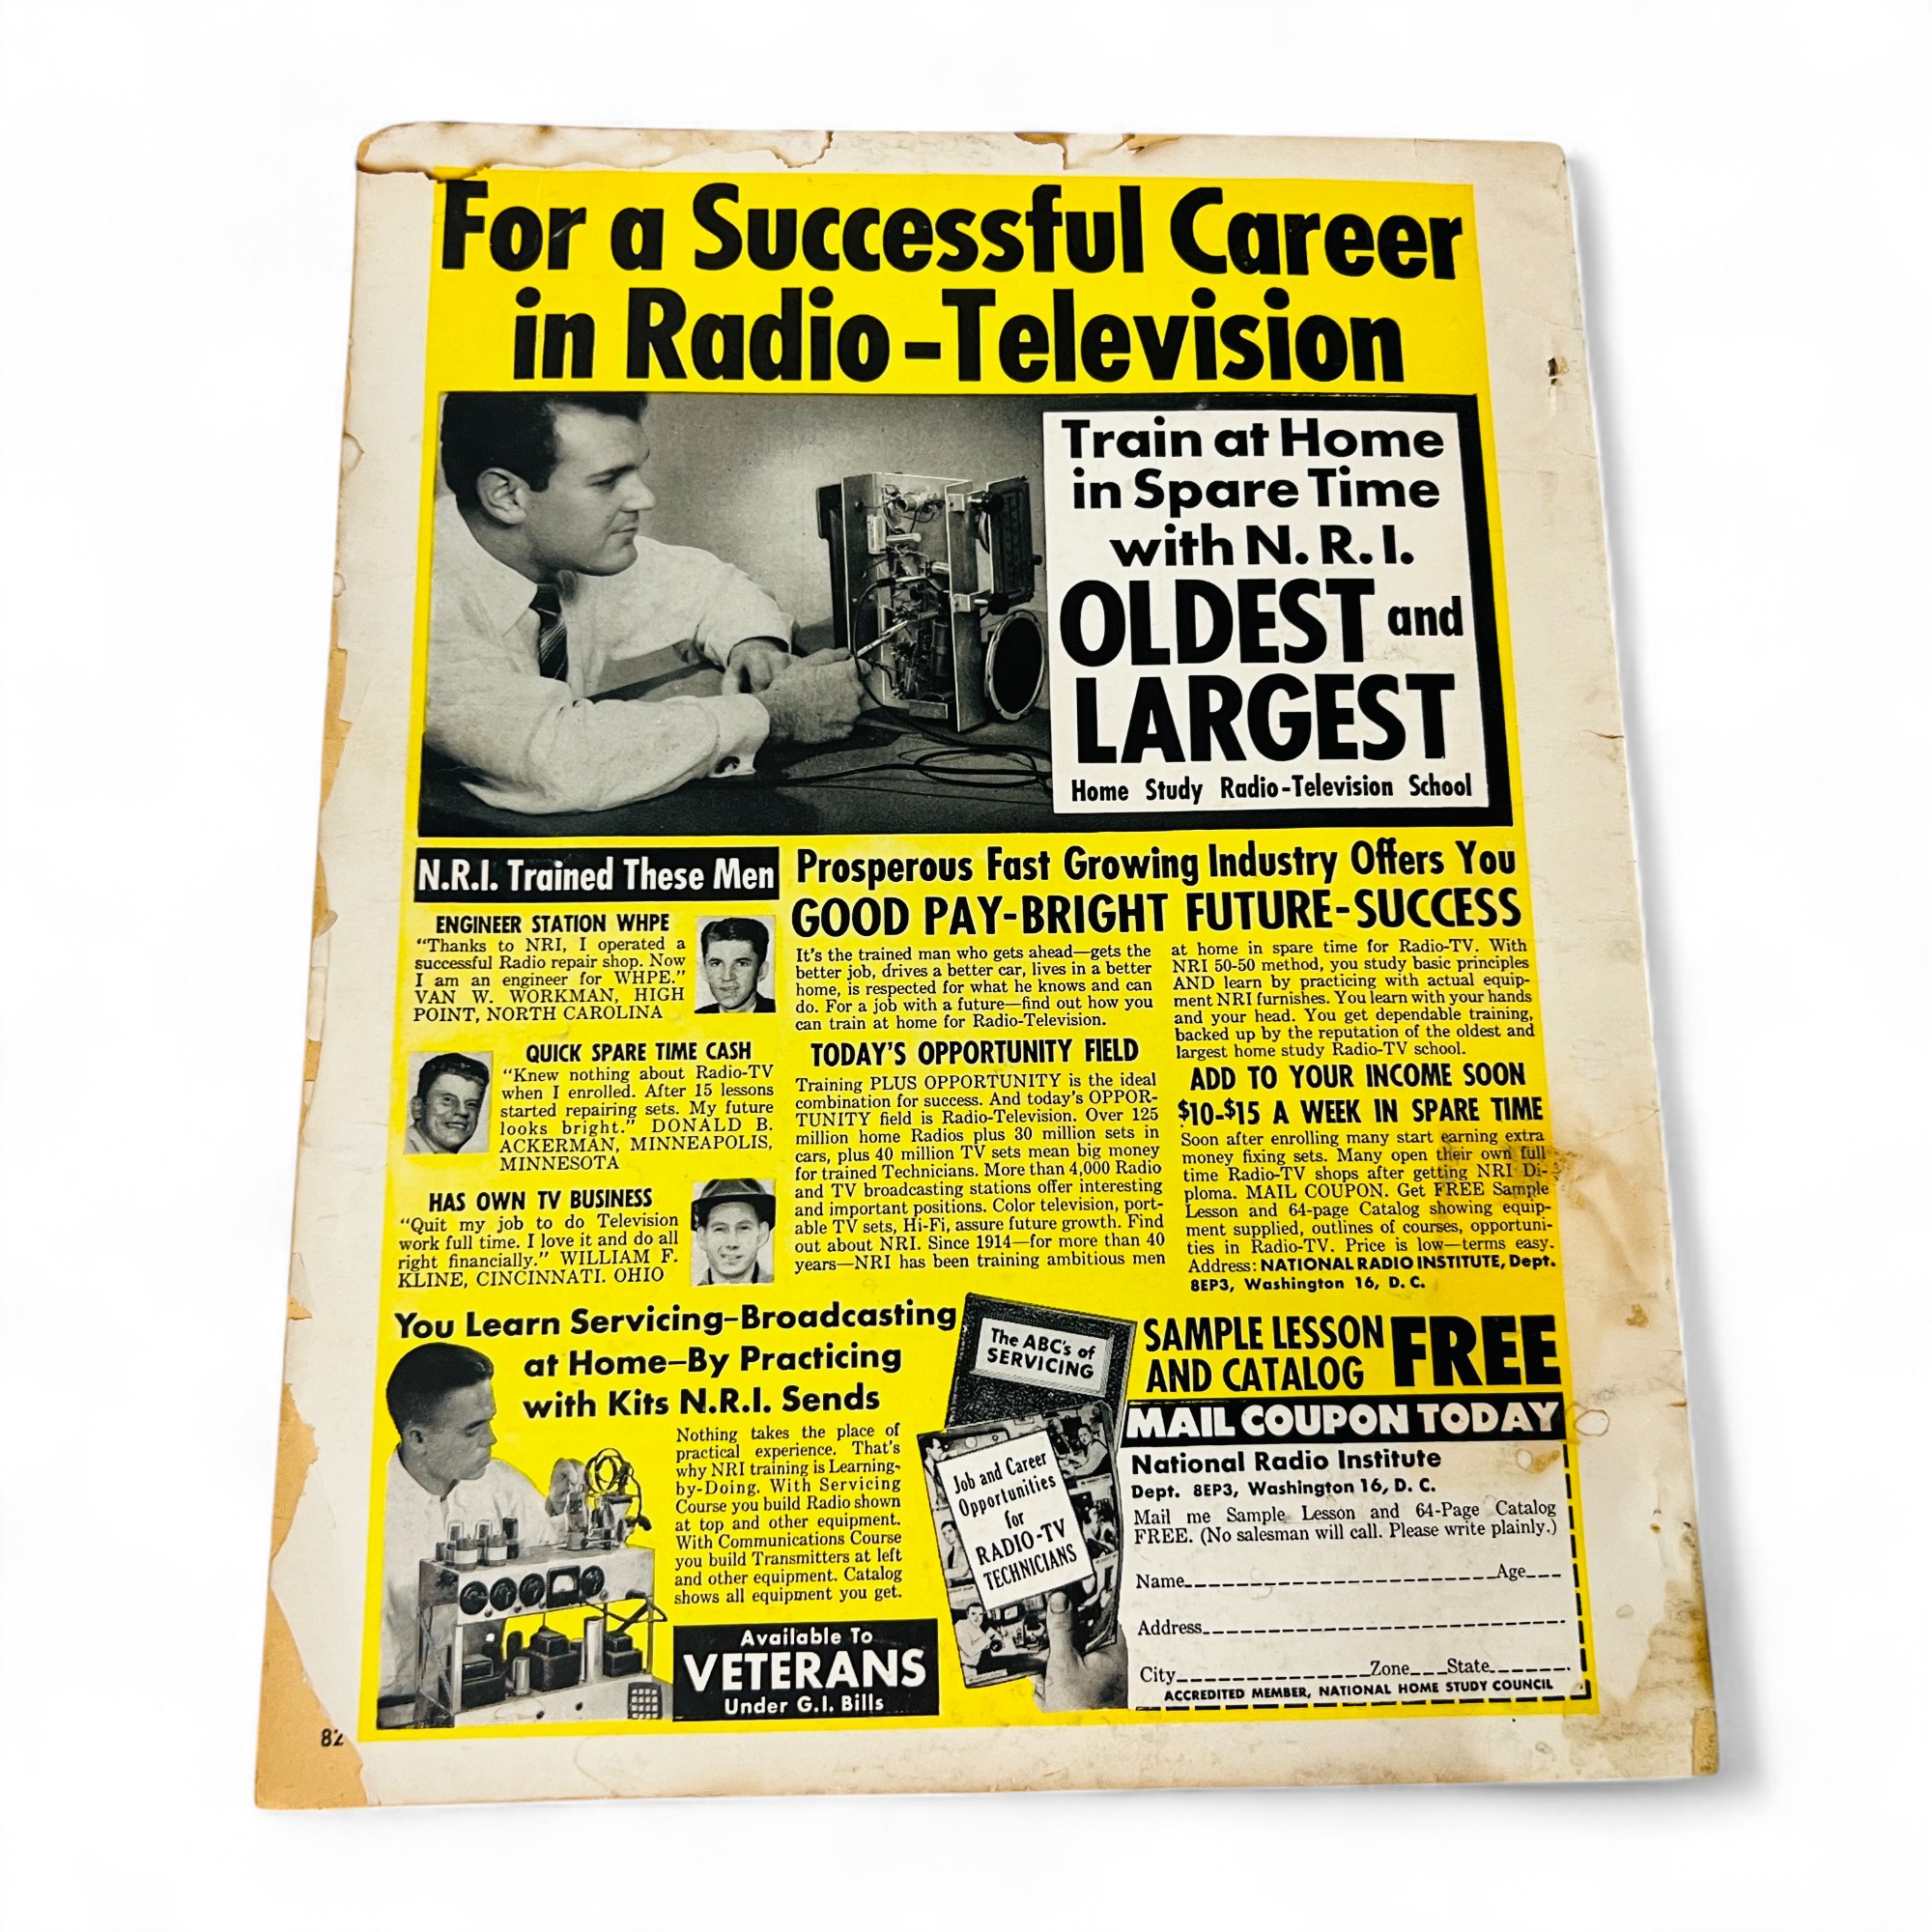 For a Successful Career
in Radio-Television
Train at Home
in Spare Time
with N. R. I.
OLDEST and
LARGEST
Home Study Radio-Television School
N.R.I. Trained These Men
ENGINEER STATION WHPE
“Thanks to NRI, I operated a
successful Radio repair shop. Now
I am an engineer for WHPE.”
VAN W. WORKMAN, HIGH
POINT, NORTH CAROLINA
QUICK SPARE TIME CASH
“Knew nothing about Radio-TV
when I enrolled. After 15 lessons
started repairing sets. My future
looks bright.” DONALD B.
ACKERMAN, MINNEAPOLIS,
MINNESOTA
HAS OWN TV BUSINESS
“Quit my job to do Television
work full time. I love it and do all
right financially.” WILLIAM F.
KLINE, CINCINNATI. OHIO
Prosperous Fast Growing Industry Offers You
GOOD PAY-BRIGHT FUTURE-SUCCESS
It's the trained man who gets ahead—gets the
better job, drives a better car, lives in a better
home, is respected for what he knows and can
do. For a job with a future—find out how you
can train at home for Radio-Television.
TODAY'S OPPORTUNITY FIELD
Training PLUS OPPORTUNITY is the ideal
combination for success. And today's OPPOR-
TUNITY field is Radio-Television. Over 125
million home Radios plus 30 million sets in
cars, plus 40 million TV sets mean big money
for trained Technicians. More than 4,000 Radio
and TV broadcasting stations offer interesting
and important positions. Color television, port-
able TV sets, Hi-Fi, assure future growth. Find
out about NRI. Since 1914—for more than 40
years—NRI has been training ambitious men
at home in spare time for Radio-TV. With
NRI 50-50 method, you study basic principles
AND learn by practicing with actual equip-
ment NRI furnishes. You learn with your hands
and your head. You get dependable training,
backed up by the reputation of the oldest and
largest home study Radio-TV school.
ADD TO YOUR INCOME SOON
$10-$15 A WEEK IN SPARE TIME
Soon after enrolling many start earning extra
money fixing sets. Many open their own full
time Radio-TV shops after getting NRI Di-
ploma. MAIL COUPON. Get FREE Sample
Lesson and 64-page Catalog showing equip-
ment supplied, outlines of courses, opportuni-
ties in Radio-TV. Price is low—terms easy.
Address: NATIONAL RADIO INSTITUTE, Dept.
8EP3, Washington 16, D. C.
You Learn Servicing-Broadcasting
at Home-By Practicing
with Kits N.R.I. Sends
Nothing takes the place of
practical experience. That's
why NRI training is Learning-
by-Doing. With Servicing
Course you build Radio shown
at top and other equipment.
With Communications Course
you build Transmitters at left
and other equipment. Catalog
shows all equipment you get.
Available To
VETERANS
Under G.I. Bills
The ABC's of
SERVICING
Job and Career
Opportunities
for
RADIO-TV
TECHNICIANS
SAMPLE LESSON
AND CATALOG FREE
MAIL COUPON TODAY
National Radio Institute
Dept. 8EP3, Washington 16, D. C.
Mail me Sample Lesson and 64-Page Catalog
FREE. (No salesman will call. Please write plainly.)
Name Age
Address
City Zone State
ACCREDITED MEMBER, NATIONAL HOME STUDY COUNCIL
82